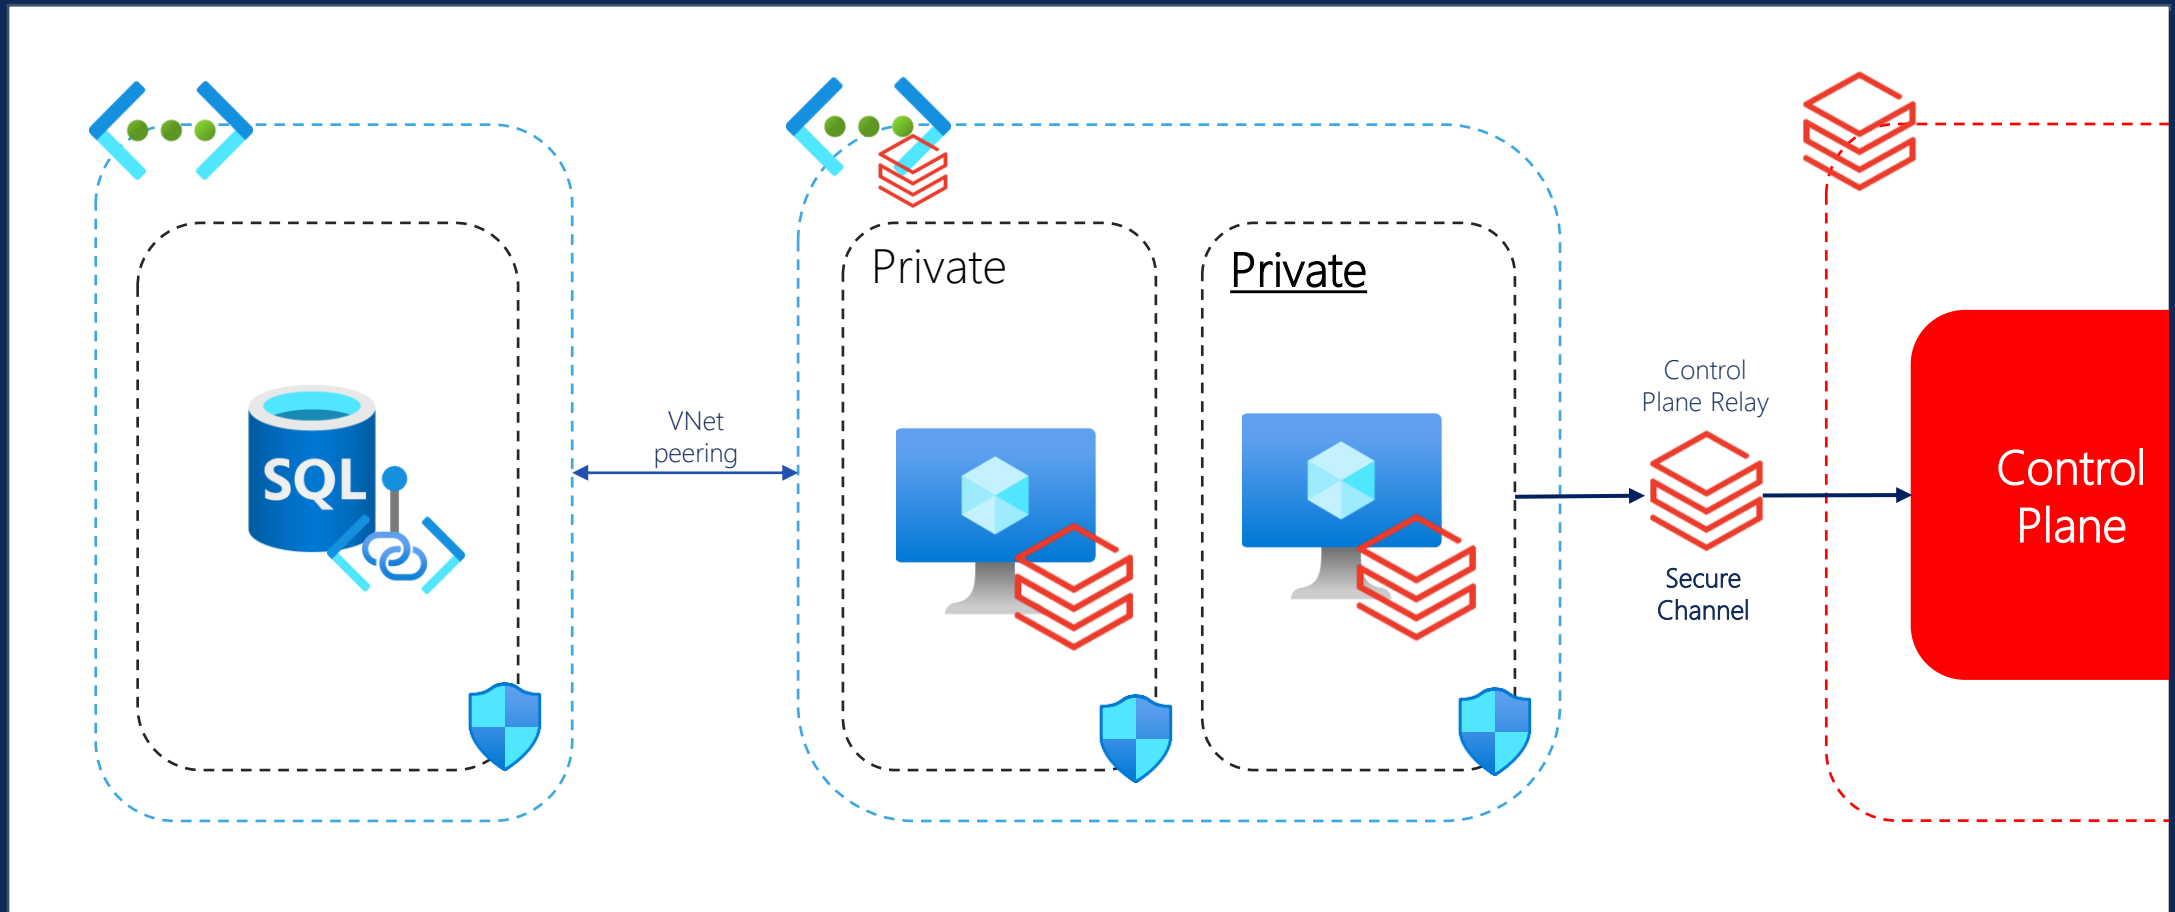 SQL
VNet
peering
Private
Private
Control
Plane Relay
Secure
Channel
Control
Plane